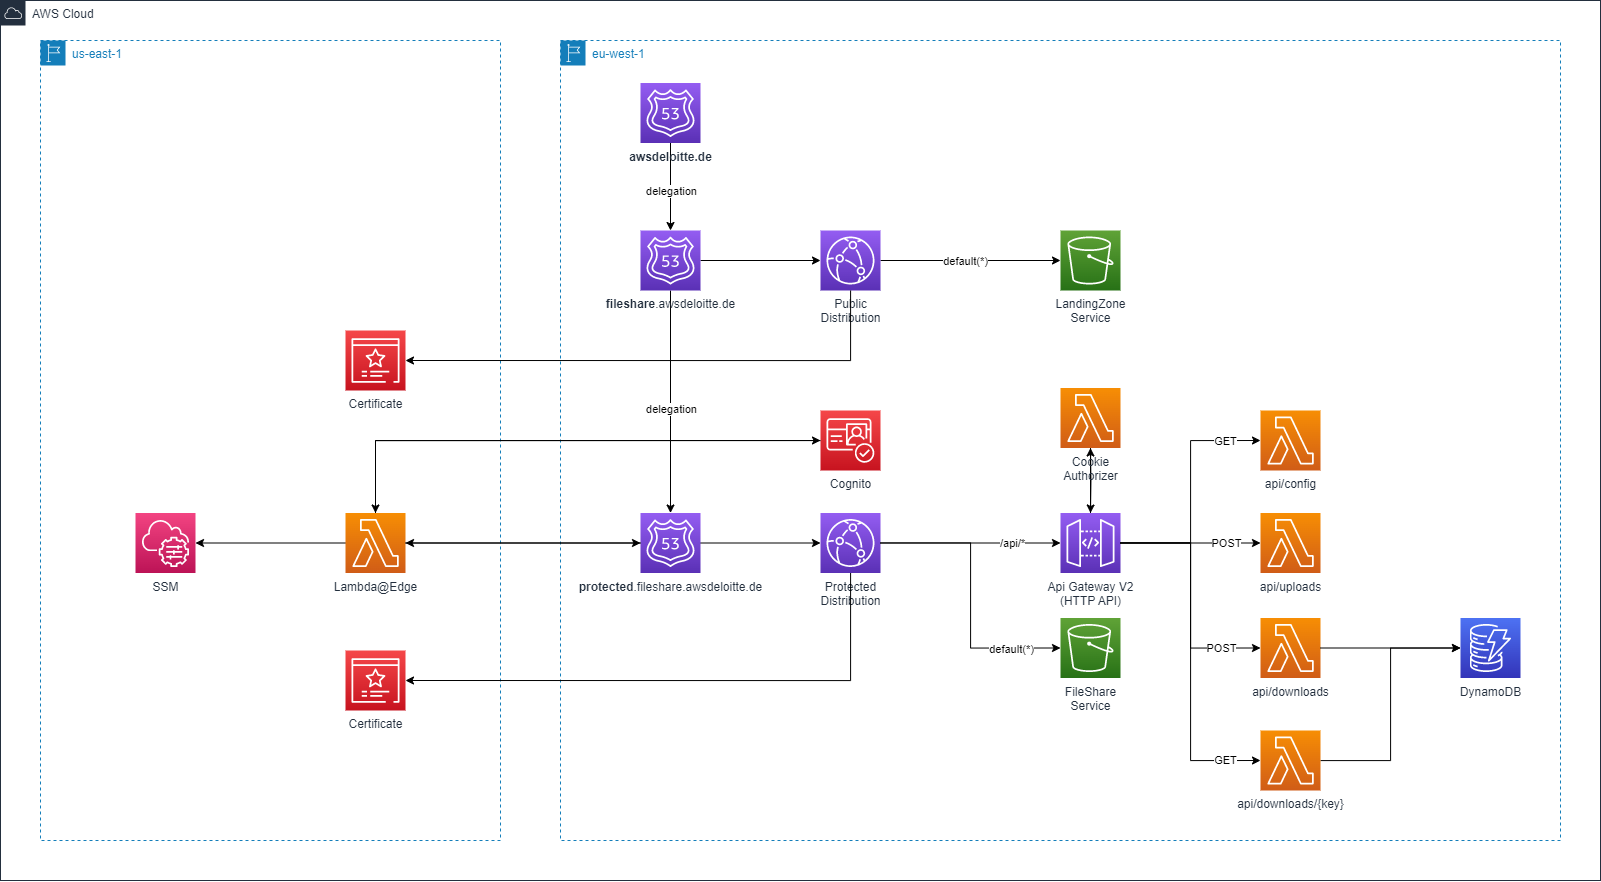 AWS Cloud
us-east-1
eu-west-1
53
awsdeloitte.de
delegation
53
fileshare.awsdeloitte.de
Public
Distribution
default(*)
LandingZone
Service
Certificate
delegation
Cognito
Cookie
Authorizer
GET
api/config
SSM
Lambda@Edge
53
protected.fileshare.awsdeloitte.de
Protected
Distribution
/api/*
</>
Api Gateway V2
(HTTP API)
POST
api/uploads
default(*)
FileShare
Service
POST
api/downloads
DynamoDB
Certificate
GET
api/downloads/{key}